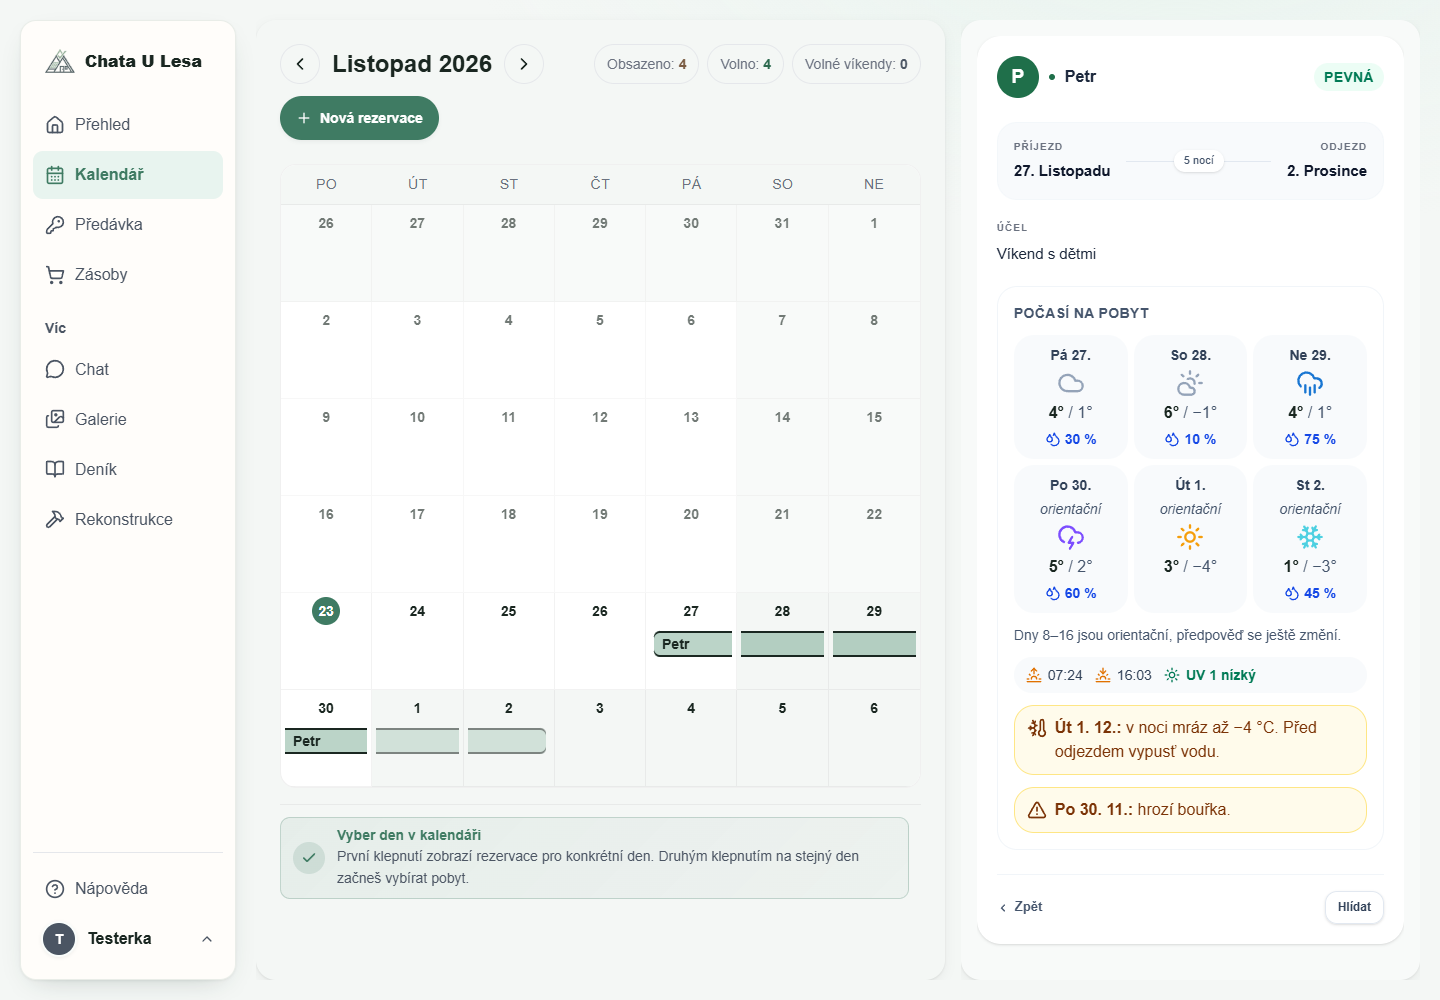 Chata U Lesa
Přehled
Kalendář
Předávka
Zásoby
Víc
Chat
Galerie
Deník
Rekonstrukce
Nápověda
T
Testerka
Listopad 2026
Obsazeno: 4
Volno: 4
Volné víkendy: 0
Nová rezervace
PO ÚT ST ČT PÁ SO NE
26 27 28 29 30 31 1
2 3 4 5 6 7 8
9 10 11 12 13 14 15
16 17 18 19 20 21 22
23 24 25 26 27 28 29
Petr
30 1 2 3 4 5 6
Petr
Vyber den v kalendáři
První klepnutí zobrazí rezervace pro konkrétní den. Druhým klepnutím na stejný den
začneš vybírat pobyt.
P
Petr
PEVNÁ
PŘÍJEZD
27. Listopadu
5 nocí
ODJEZD
2. Prosince
ÚČEL
Víkend s dětmi
POČASÍ NA POBYT
Pá 27.
4° / 1°
30 %
So 28.
6° / −1°
10 %
Ne 29.
4° / 1°
75 %
Po 30.
orientační
5° / 2°
60 %
Út 1.
orientační
3° / −4°
St 2.
orientační
1° / −3°
45 %
Dny 8–16 jsou orientační, předpověď se ještě změní.
07:24 16:03 UV 1 nízký
Út 1. 12.: v noci mráz až −4 °C. Před
odjezdem vypusť vodu.
Po 30. 11.: hrozí bouřka.
Zpět
Hlídat